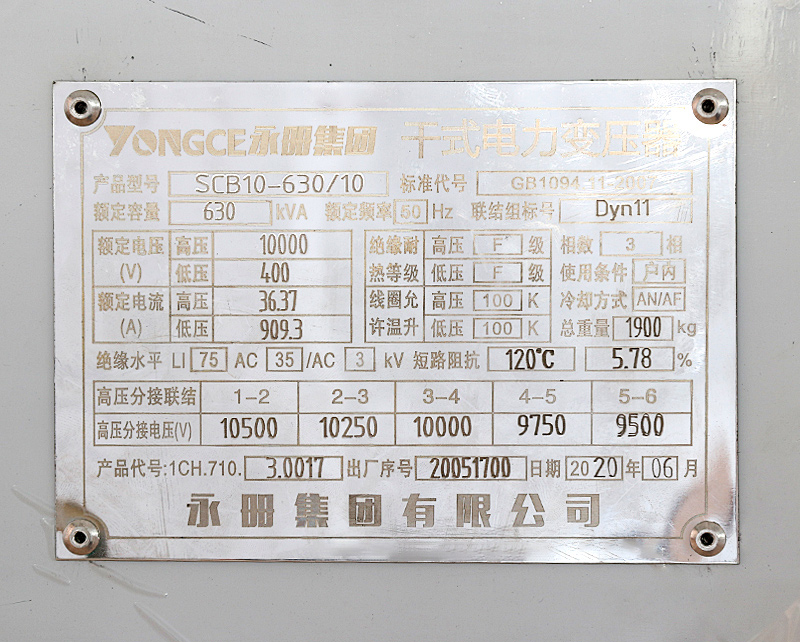 YONGCE永册集团 干式电力变压器
产品型号 SCB10-630/10 标准代号 GB1094.11-2007
额定容量 630 kVA 额定频率 50 Hz 联结组标号 Dyn11
额定电压 高压 10000 绝缘耐 高压 F 级 相数 3 相
(V) 低压 400 热等级 低压 F 级 使用条件 户内
额定电流 高压 36.37 线圈允 高压 100 K 冷却方式 AN/AF
(A) 低压 909.3 许温升 低压 100 K 总重量 1900 kg
绝缘水平 LI 75 AC 35 /AC 3 kV 短路阻抗 120℃ 5.78 %
高压分接联结 1-2 2-3 3-4 4-5 5-6
高压分接电压(V) 10500 10250 10000 9750 9500
产品代号:1CH.710. 3.0017 出厂序号 20051700 日期 2020 年 06 月
永册集团有限公司